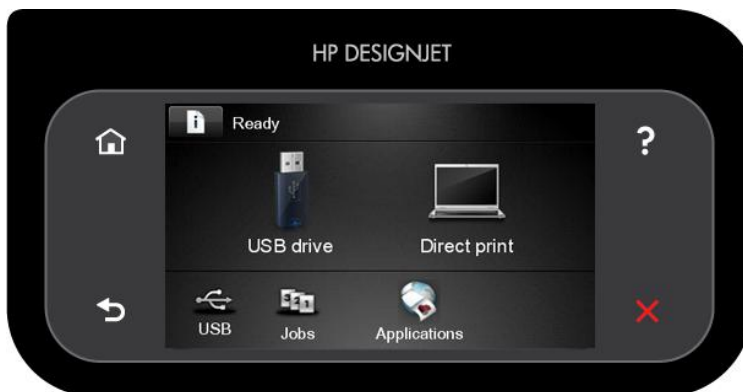 HP DESIGNJET
Ready
USB drive
Direct print
USB
Jobs
Applications
?